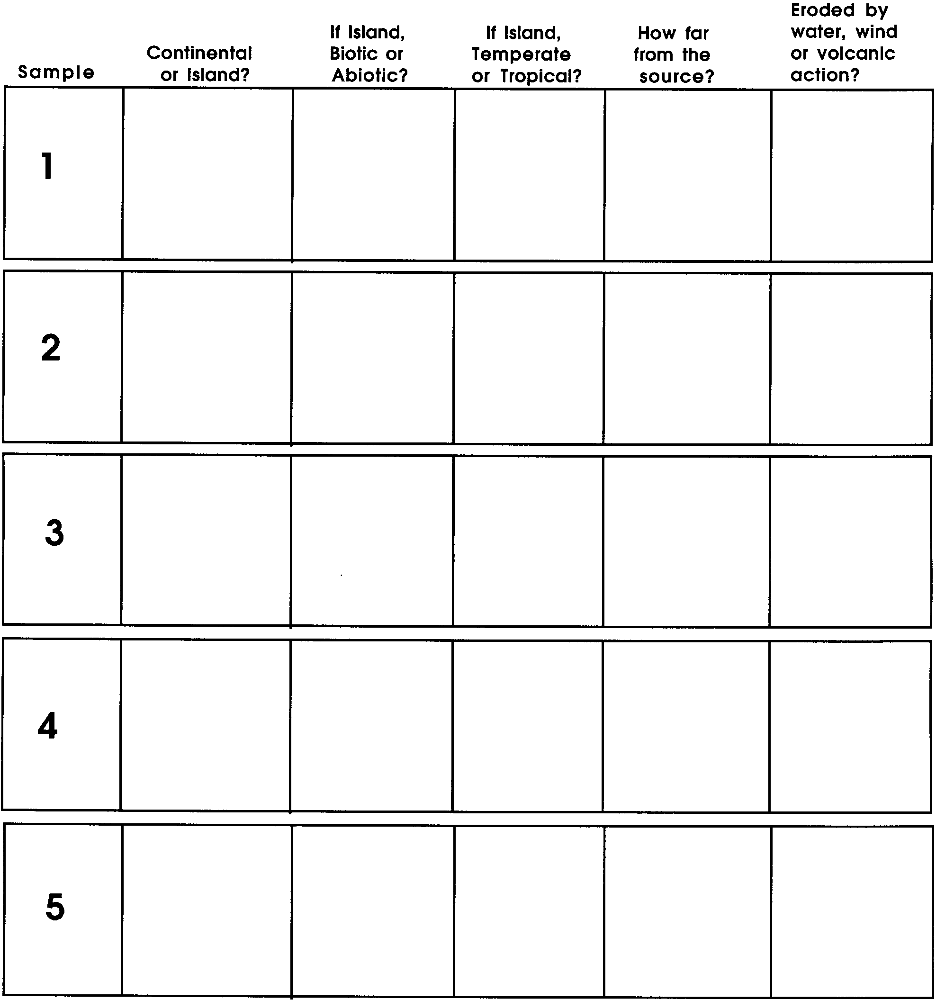 Sample
Continental
or Island?
If Island,
Biotic or
Abiotic?
If Island,
Temperate
or Tropical?
How far
from the
source?
Eroded by
water, wind
or volcanic
action?
1
2
3
4
5